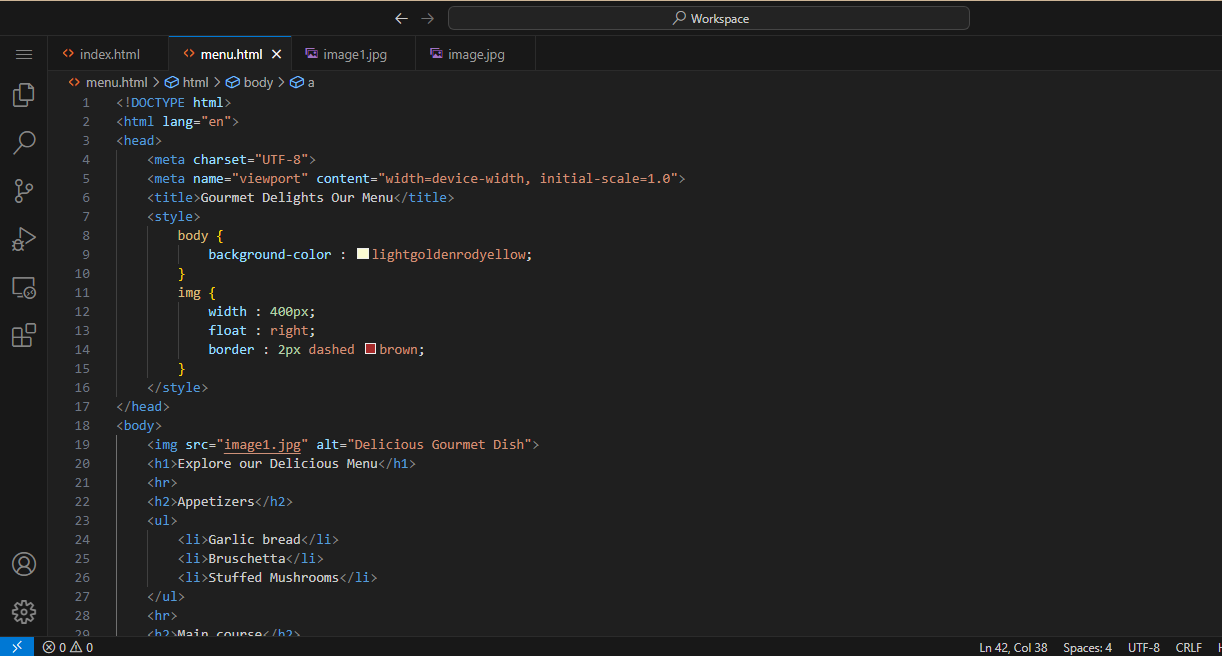 Workspace
index.html
menu.html
image1.jpg
image.jpg
menu.html > html > body > a
1 <!DOCTYPE html>
2 <html lang="en">
3 <head>
4 <meta charset="UTF-8">
5 <meta name="viewport" content="width=device-width, initial-scale=1.0">
6 <title>Gourmet Delights Our Menu</title>
7 <style>
8 body {
9 background-color : lightgoldenrodyellow;
10 }
11 img {
12 width : 400px;
13 float : right;
14 border : 2px dashed brown;
15 }
16 </style>
17 </head>
18 <body>
19 <img src="image1.jpg" alt="Delicious Gourmet Dish">
20 <h1>Explore our Delicious Menu</h1>
21 <hr>
22 <h2>Appetizers</h2>
23 <ul>
24 <li>Garlic bread</li>
25 <li>Bruschetta</li>
26 <li>Stuffed Mushrooms</li>
27 </ul>
28 <hr>
29 <h2>Main course</h2>
0 0 Ln 42, Col 38 Spaces: 4 UTF-8 CRLF